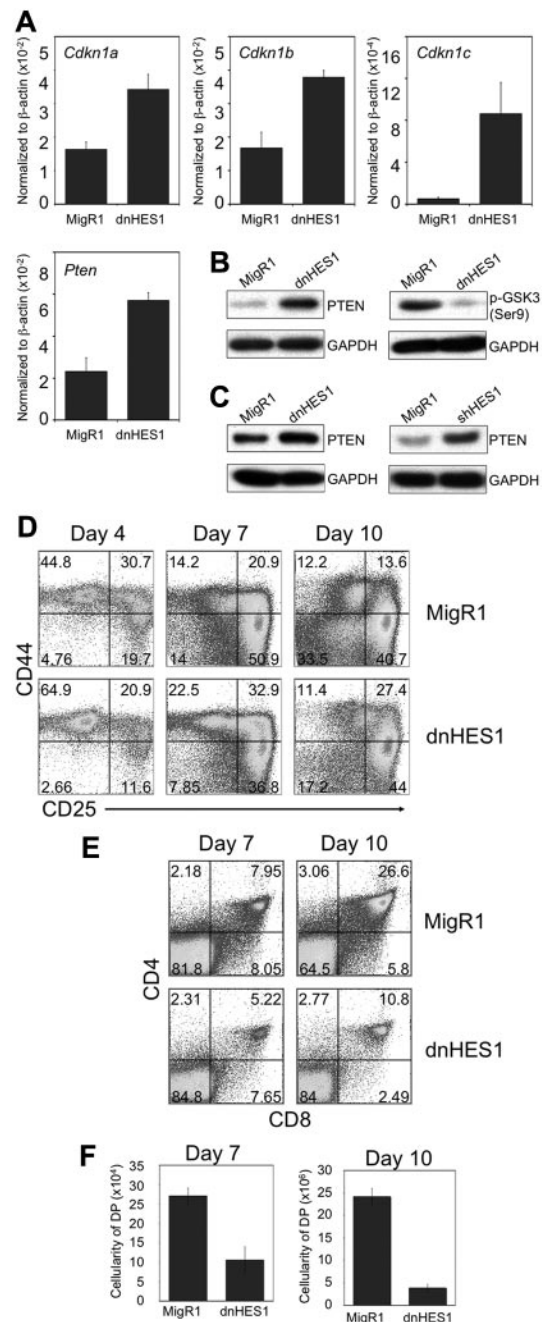 A
Cdkn1a
Cdkn1b
Cdkn1c
Normalized to β-actin (x10-2)
5
4
3
2
1
0
MigR1 dnHES1
Normalized to β-actin (x10-2)
5
4
3
2
1
0
MigR1 dnHES1
Normalized to β-actin (x10-4)
16
12
8
4
0
MigR1 dnHES1
Pten
Normalized to β-actin (x10-2)
8
6
4
2
0
MigR1 dnHES1
B
MigR1 dnHES1
PTEN
GAPDH
MigR1 dnHES1
p-GSK3
(Ser9)
GAPDH
C
MigR1 dnHES1
PTEN
GAPDH
MigR1 shHES1
PTEN
GAPDH
D
Day 4 Day 7 Day 10
44.8 30.7 14.2 20.9 12.2 13.6
MigR1
4.76 19.7 14 50.9 33.5 40.7
64.9 20.9 22.5 32.9 11.4 27.4
dnHES1
2.66 11.6 7.85 36.8 17.2 44
CD44
CD25
E
Day 7 Day 10
2.18 7.95 3.06 26.6
MigR1
81.8 8.05 64.5 5.8
2.31 5.22 2.77 10.8
dnHES1
84.8 7.65 84 2.49
CD4
CD8
F
Day 7
Cellularity of DP (x104)
35
30
25
20
15
10
5
0
MigR1 dnHES1
Day 10
Cellularity of DP (x106)
30
25
20
15
10
5
0
MigR1 dnHES1